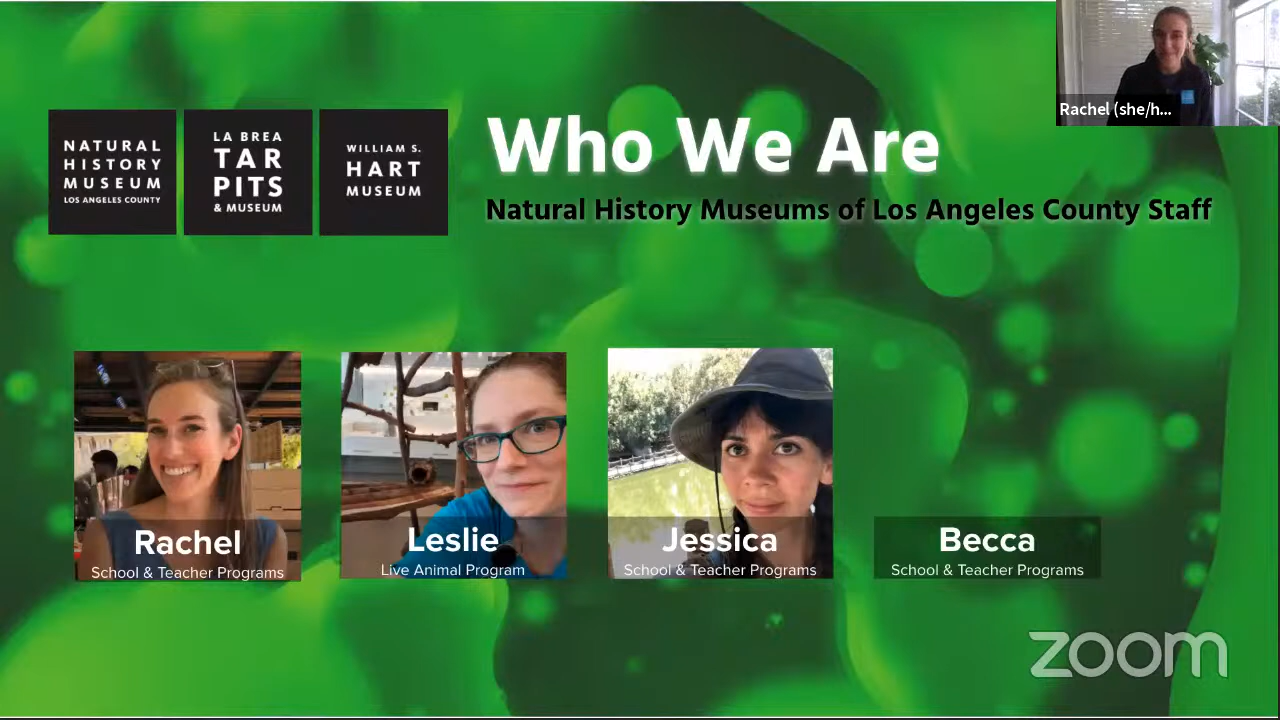 NATURAL
HISTORY
MUSEUM
LOS ANGELES COUNTY
LA BREA
TAR
PITS
& MUSEUM
WILLIAM S.
HART
MUSEUM
Who We Are
Natural History Museums of Los Angeles County Staff
Rachel (she/h...
Rachel
School & Teacher Programs
Leslie
Live Animal Program
Jessica
School & Teacher Programs
Becca
School & Teacher Programs
zoom